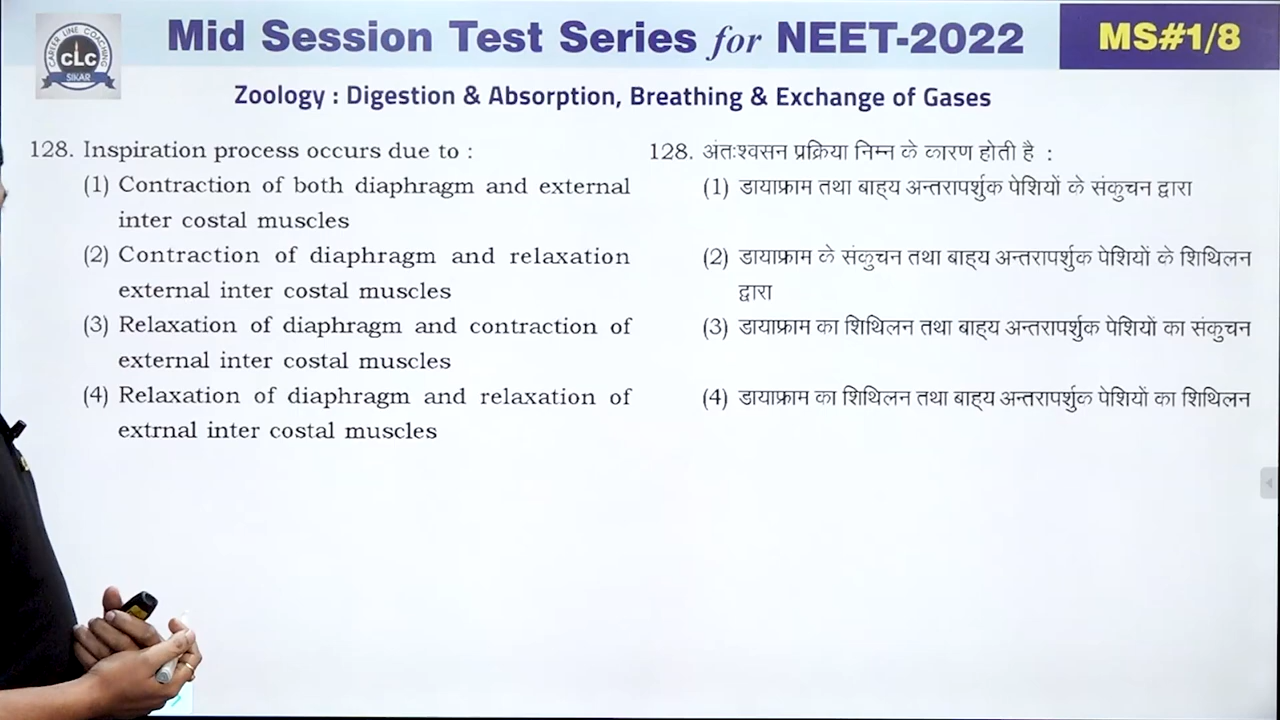 CAREER LINE COACHING
CLC
SIKAR
Mid Session Test Series for NEET-2022
MS#1/8
Zoology : Digestion & Absorption, Breathing & Exchange of Gases
128. Inspiration process occurs due to :
(1) Contraction of both diaphragm and external
inter costal muscles
(2) Contraction of diaphragm and relaxation
external inter costal muscles
(3) Relaxation of diaphragm and contraction of
external inter costal muscles
(4) Relaxation of diaphragm and relaxation of
extrnal inter costal muscles
128. अंतःश्वसन प्रक्रिया निम्न के कारण होती है :
(1) डायाफ्राम तथा बाह्य अन्तरापर्शुक पेशियों के संकुचन द्वारा
(2) डायाफ्राम के संकुचन तथा बाह्य अन्तरापर्शुक पेशियों के शिथिलन
द्वारा
(3) डायाफ्राम का शिथिलन तथा बाह्य अन्तरापर्शुक पेशियों का संकुचन
(4) डायाफ्राम का शिथिलन तथा बाह्य अन्तरापर्शुक पेशियों का शिथिलन